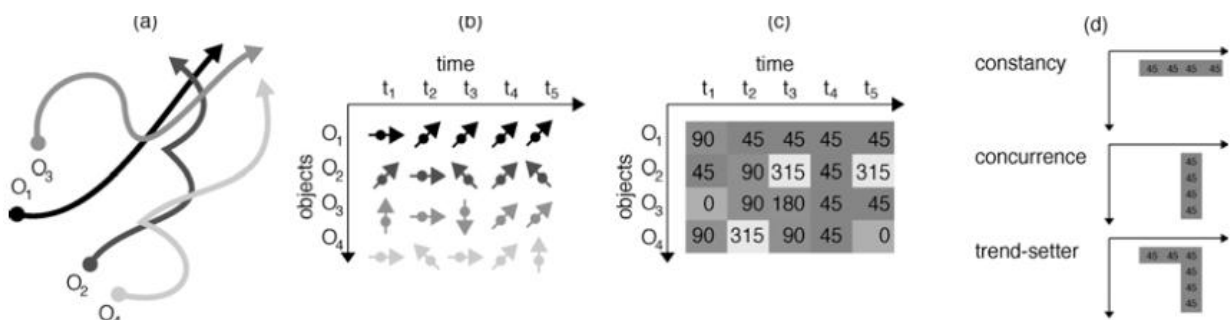 (a)
O3
O1
O2
O4
(b)
time
t1 t2 t3 t4 t5
objects
O1
O2
O3
O4
(c)
time
t1 t2 t3 t4 t5
objects
O1 90 45 45 45 45
O2 45 90 315 45 315
O3 0 90 180 45 45
O4 90 315 90 45 0
(d)
constancy
45 45 45 45
concurrence
45
45
45
45
trend-setter
45 45 45
45
45
45